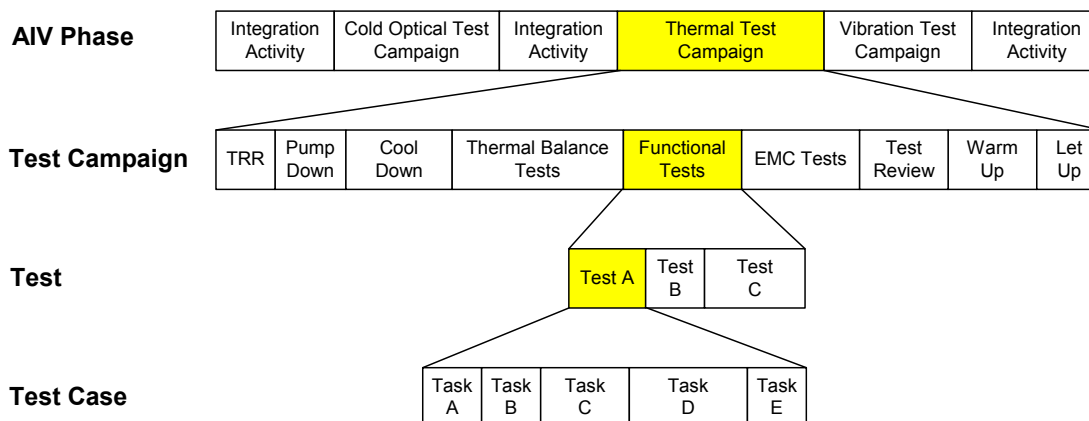 AIV Phase
Integration
Activity
Cold Optical Test
Campaign
Integration
Activity
Thermal Test
Campaign
Vibration Test
Campaign
Integration
Activity
Test Campaign
TRR
Pump
Down
Cool
Down
Thermal Balance
Tests
Functional
Tests
EMC Tests
Test
Review
Warm
Up
Let
Up
Test
Test A
Test
B
Test
C
Test Case
Task
A
Task
B
Task
C
Task
D
Task
E